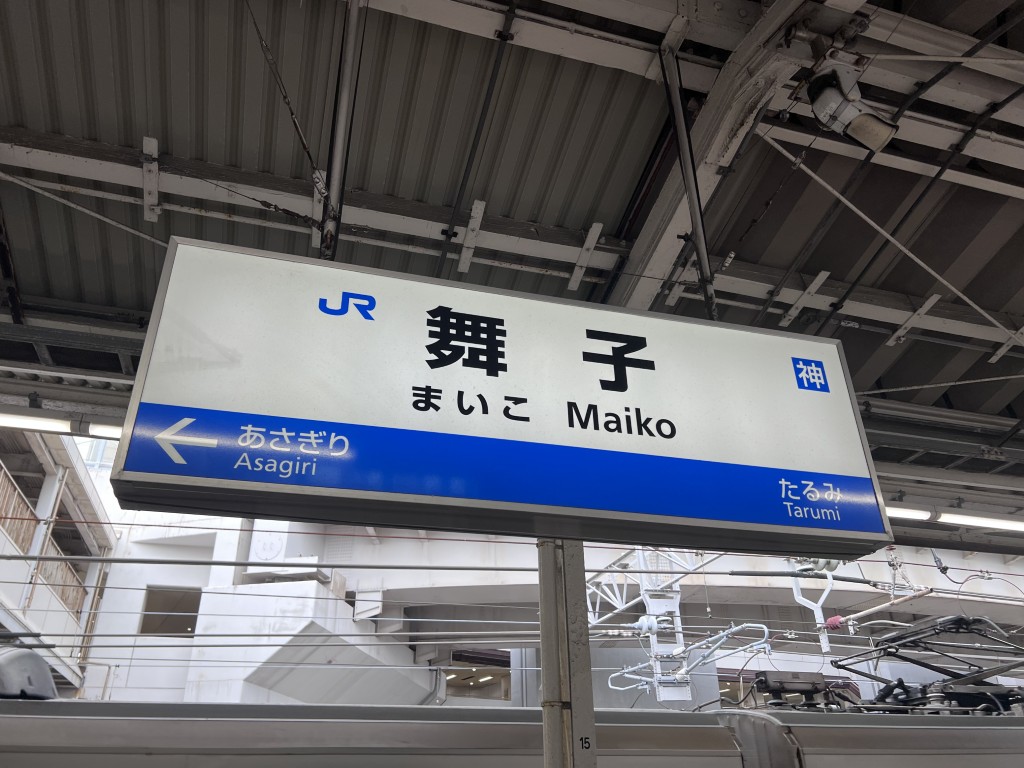 JR
舞子
神
まいこ Maiko
← あさぎり
Asagiri
たるみ
Tarumi
15